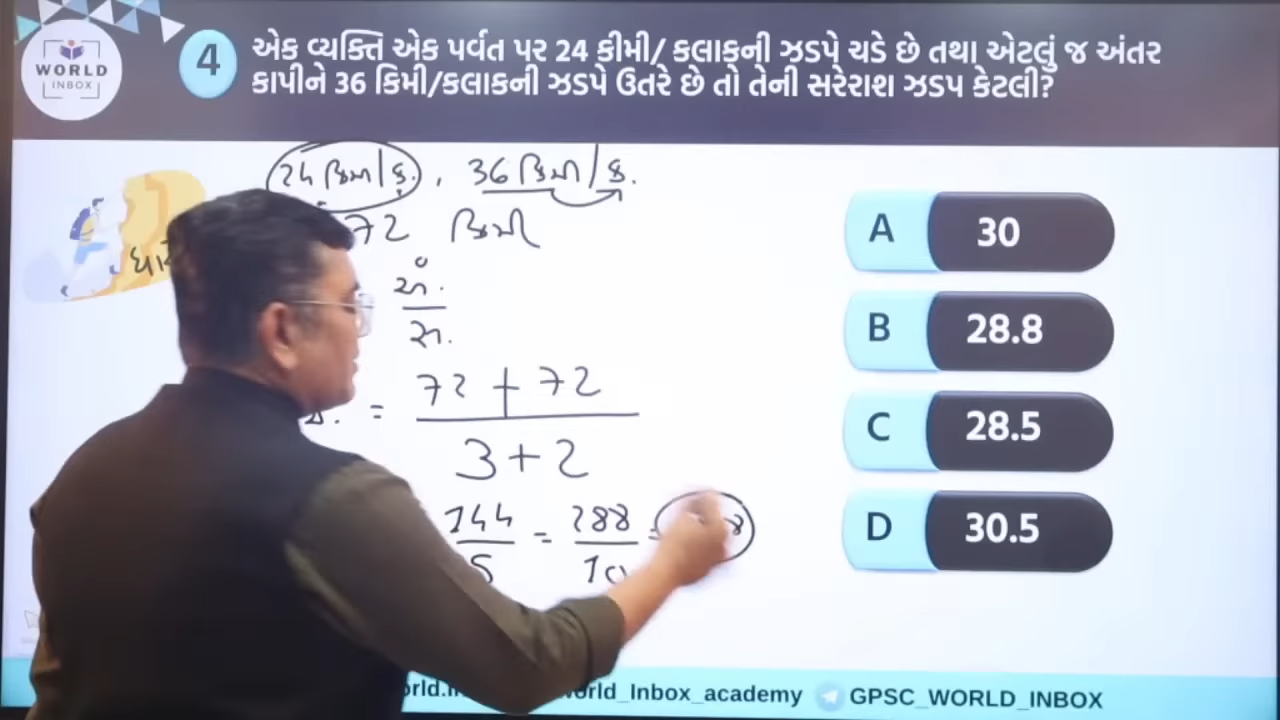 WORLD
INBOX
4
એક વ્યક્તિ એક પર્વત પર 24 કીમી/ કલાકની ઝડપે ચડે છે તથા એટલું જ અંતર
કાપીને 36 કિમી/કલાકની ઝડપે ઉતરે છે તો તેની સરેરાશ ઝડપ કેટલી?
24 કિમી/ક. , 36 કિમી/ક.
72 કિમી
અં.
સ.
= 72 + 72
3 + 2
144 = 288 =
5 10
A 30
B 28.8
C 28.5
D 30.5
orld_Inbox_academy GPSC_WORLD_INBOX